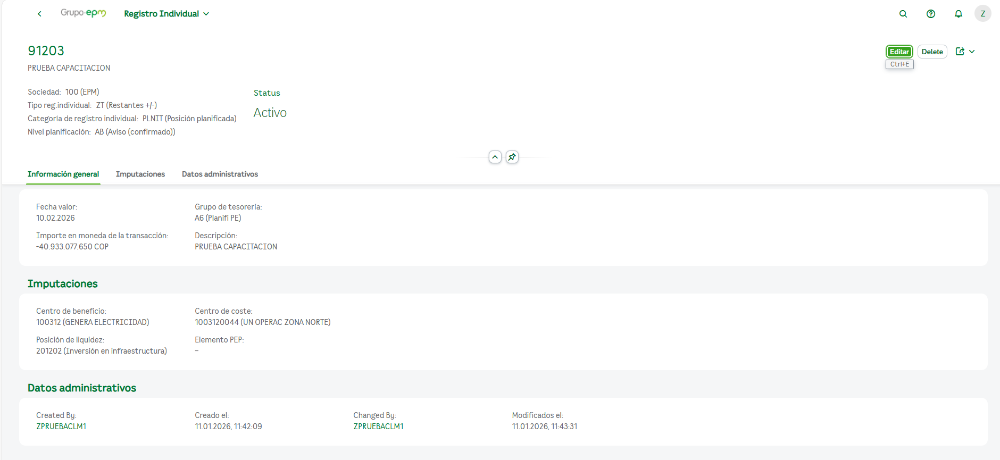 Grupo·epm
Registro Individual
Z
91203
Editar
Delete
Ctrl+E
PRUEBA CAPACITACION
Sociedad: 100 (EPM)
Tipo reg.individual: ZT (Restantes +/-)
Categoría de registro individual: PLNIT (Posición planificada)
Nivel planificación: AB (Aviso (confirmado))
Status
Activo
Información general
Imputaciones
Datos administrativos
Fecha valor:
10.02.2026
Grupo de tesorería:
A6 (Planifi PE)
Importe en moneda de la transacción:
-40.933.077.650 COP
Descripción:
PRUEBA CAPACITACION
Imputaciones
Centro de beneficio:
100312 (GENERA ELECTRICIDAD)
Centro de coste:
1003120044 (UN OPERAC ZONA NORTE)
Posición de liquidez:
201202 (Inversión en infraestructura)
Elemento PEP:
–
Datos administrativos
Created By:
ZPRUEBACLM1
Creado el:
11.01.2026, 11:42:09
Changed By:
ZPRUEBACLM1
Modificados el:
11.01.2026, 11:43:31